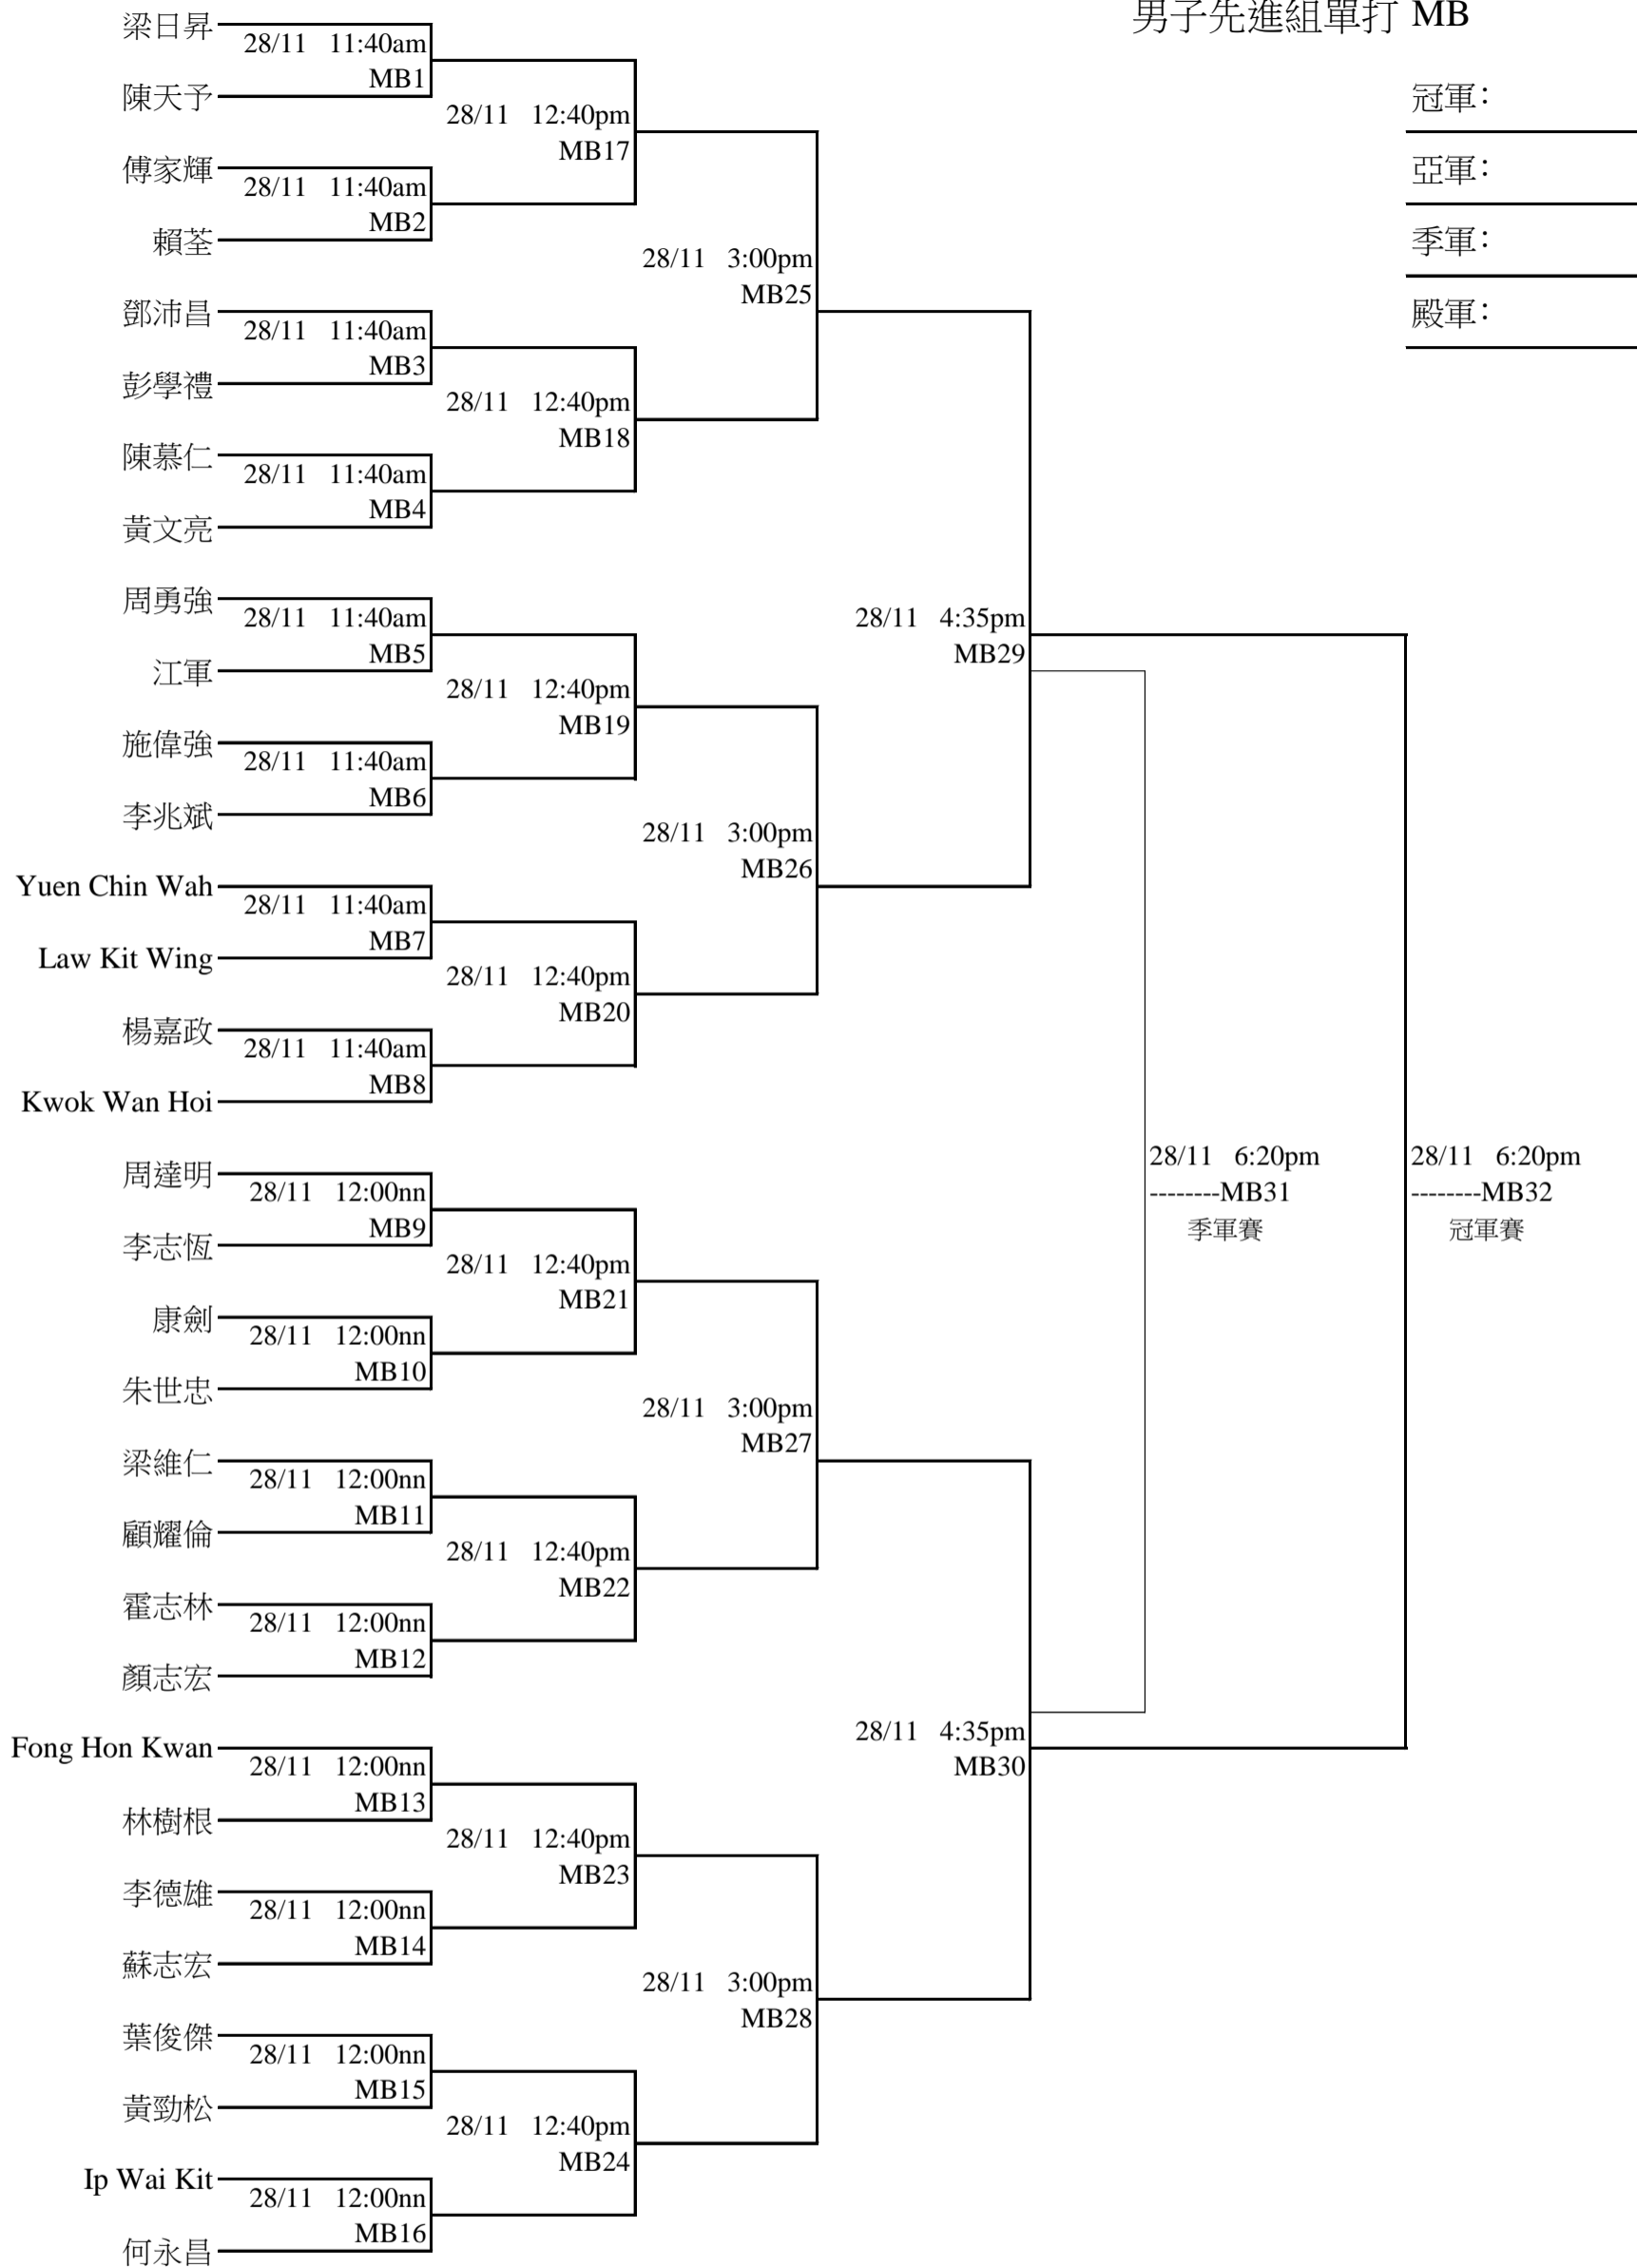 男子先進組單打 MB
冠軍：
亞軍：
季軍：
殿軍：
梁日昇
28/11 11:40am
MB1
陳天予
28/11 12:40pm
MB17
傅家輝
28/11 11:40am
MB2
賴荃
28/11 3:00pm
MB25
鄧沛昌
28/11 11:40am
MB3
彭學禮
28/11 12:40pm
MB18
陳慕仁
28/11 11:40am
MB4
黃文亮
28/11 4:35pm
MB29
周勇強
28/11 11:40am
MB5
江軍
28/11 12:40pm
MB19
施偉強
28/11 11:40am
MB6
李兆斌
28/11 3:00pm
MB26
Yuen Chin Wah
28/11 11:40am
MB7
Law Kit Wing
28/11 12:40pm
MB20
楊嘉政
28/11 11:40am
MB8
Kwok Wan Hoi
28/11 6:20pm
--------MB31
季軍賽
28/11 6:20pm
--------MB32
冠軍賽
周達明
28/11 12:00nn
MB9
李志恆
28/11 12:40pm
MB21
康劍
28/11 12:00nn
MB10
朱世忠
28/11 3:00pm
MB27
梁維仁
28/11 12:00nn
MB11
顧耀倫
28/11 12:40pm
MB22
霍志林
28/11 12:00nn
MB12
顏志宏
28/11 4:35pm
MB30
Fong Hon Kwan
28/11 12:00nn
MB13
林樹根
28/11 12:40pm
MB23
李德雄
28/11 12:00nn
MB14
蘇志宏
28/11 3:00pm
MB28
葉俊傑
28/11 12:00nn
MB15
黃勁松
28/11 12:40pm
MB24
Ip Wai Kit
28/11 12:00nn
MB16
何永昌